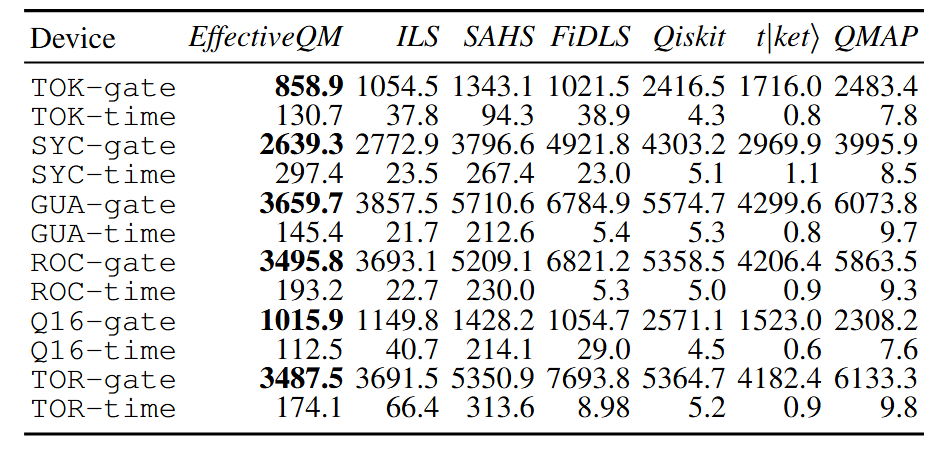 Device EffectiveQM ILS SAHS FiDLS Qiskit t|ket⟩ QMAP
TOK-gate 858.9 1054.5 1343.1 1021.5 2416.5 1716.0 2483.4
TOK-time 130.7 37.8 94.3 38.9 4.3 0.8 7.8
SYC-gate 2639.3 2772.9 3796.6 4921.8 4303.2 2969.9 3995.9
SYC-time 297.4 23.5 267.4 23.0 5.1 1.1 8.5
GUA-gate 3659.7 3857.5 5710.6 6784.9 5574.7 4299.6 6073.8
GUA-time 145.4 21.7 212.6 5.4 5.3 0.8 9.7
ROC-gate 3495.8 3693.1 5209.1 6821.2 5358.5 4206.4 5863.5
ROC-time 193.2 22.7 230.0 5.3 5.0 0.9 9.3
Q16-gate 1015.9 1149.8 1428.2 1054.7 2571.1 1523.0 2308.2
Q16-time 112.5 40.7 214.1 29.0 4.5 0.6 7.6
TOR-gate 3487.5 3691.5 5350.9 7693.8 5364.7 4182.4 6133.3
TOR-time 174.1 66.4 313.6 8.98 5.2 0.9 9.8